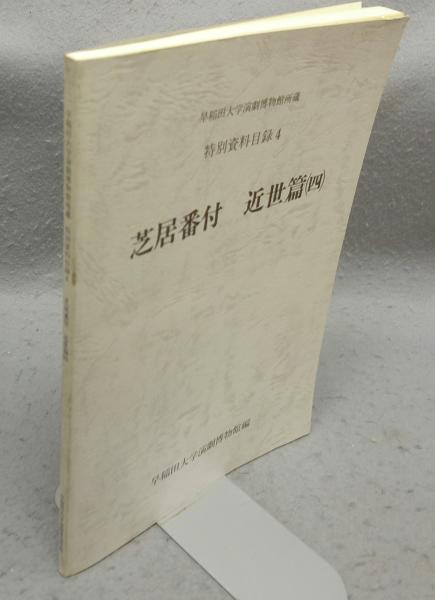 早稲田大学演劇博物館所蔵
特別資料目録 4
芝居番付 近世篇(四)
早稲田大学演劇博物館編